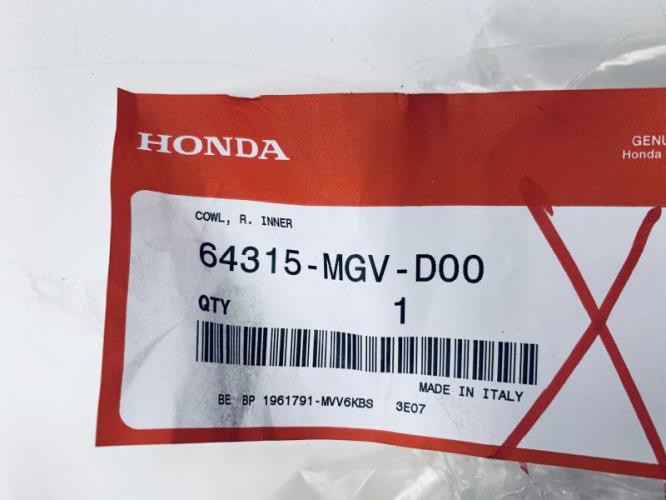 HONDA
GENU
Honda
COWL, R. INNER
64315-MGV-D00
QTY 1
MADE IN ITALY
BE BP 1961791-MVV6KBS 3E07